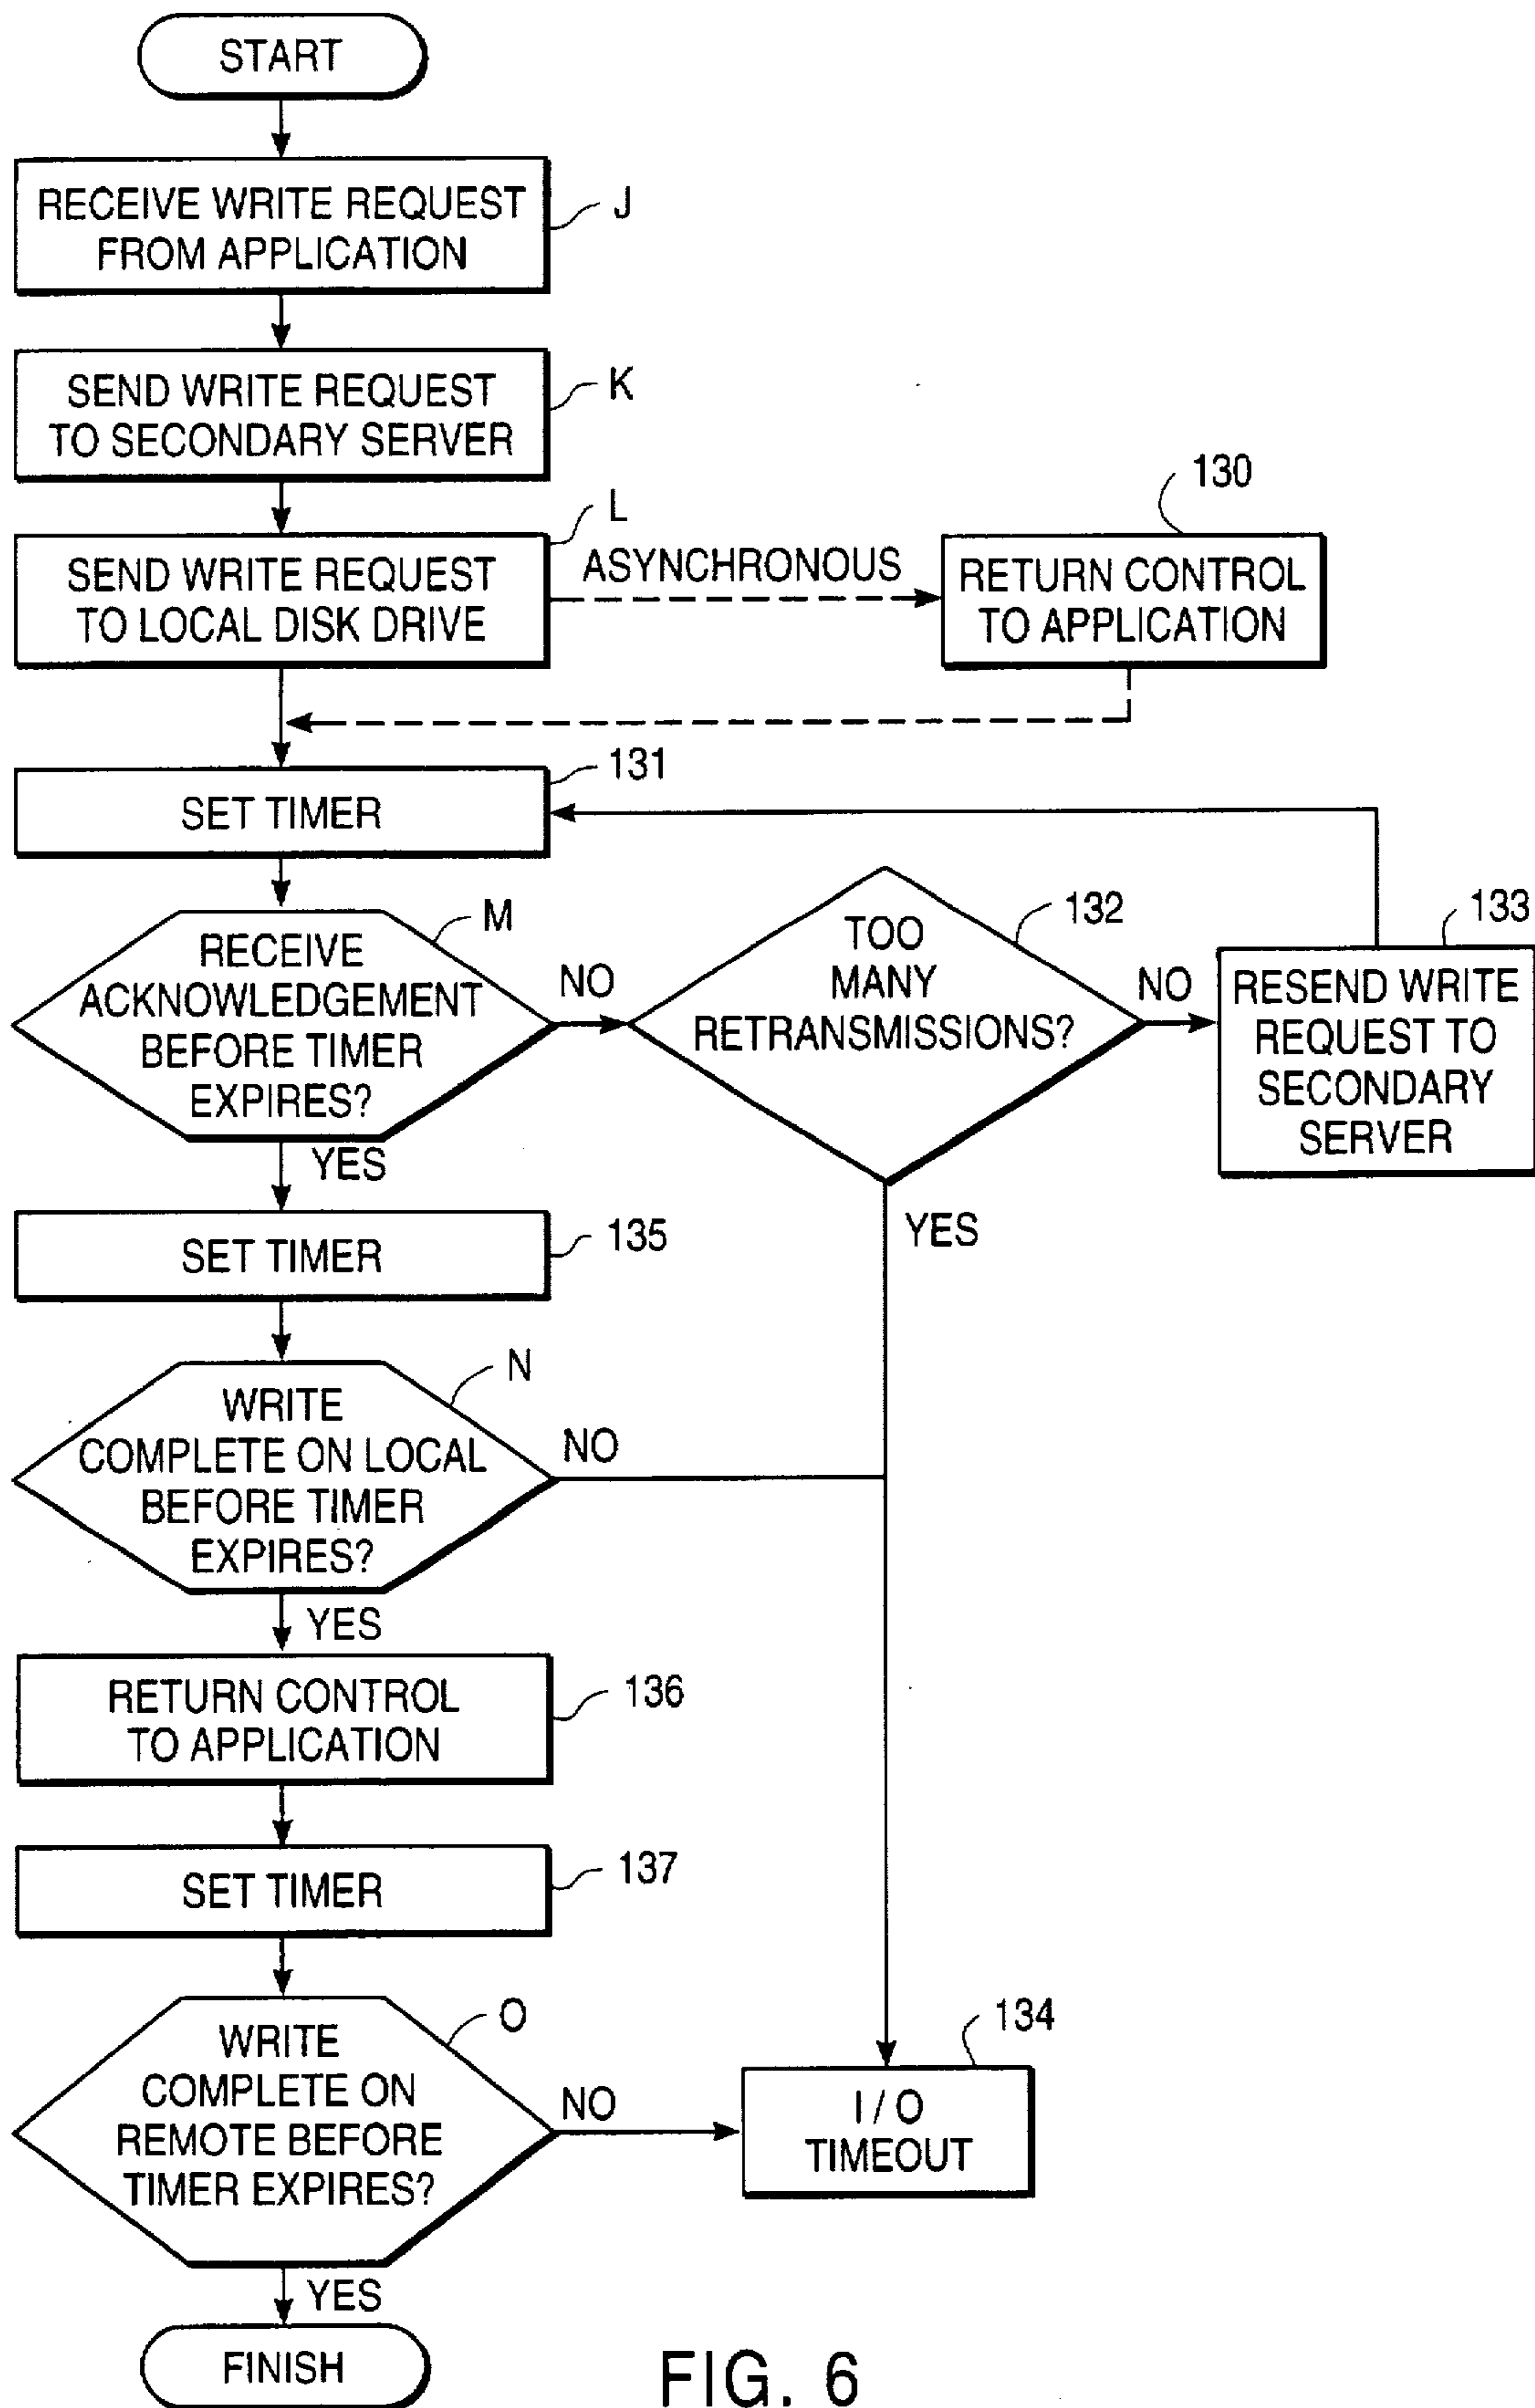 START
RECEIVE WRITE REQUEST
FROM APPLICATION
J
SEND WRITE REQUEST
TO SECONDARY SERVER
K
SEND WRITE REQUEST
TO LOCAL DISK DRIVE
L
ASYNCHRONOUS
RETURN CONTROL
TO APPLICATION
130
SET TIMER
131
RECEIVE
ACKNOWLEDGEMENT
BEFORE TIMER
EXPIRES?
M
NO
YES
TOO
MANY
RETRANSMISSIONS?
132
NO
YES
RESEND WRITE
REQUEST TO
SECONDARY
SERVER
133
SET TIMER
135
WRITE
COMPLETE ON LOCAL
BEFORE TIMER
EXPIRES?
N
NO
YES
RETURN CONTROL
TO APPLICATION
136
SET TIMER
137
WRITE
COMPLETE ON
REMOTE BEFORE
TIMER EXPIRES?
O
NO
YES
I / O
TIMEOUT
134
FINISH
FIG. 6